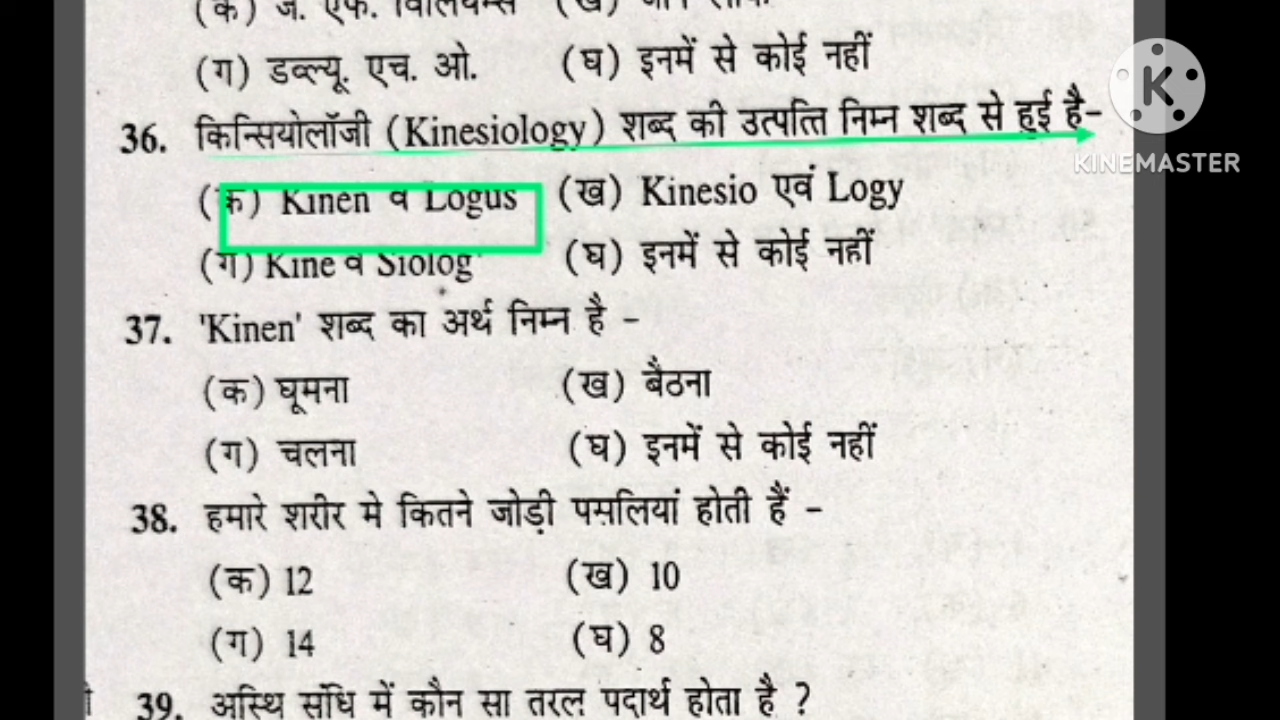 (ग) डब्ल्यू. एच. ओ. (घ) इनमें से कोई नहीं
36. किन्सियोलॉजी (Kinesiology) शब्द की उत्पत्ति निम्न शब्द से हुई है-
K
KINEMASTER
(क) Kinen व Logus (ख) Kinesio एवं Logy
(ग) Kine व Siolog (घ) इनमें से कोई नहीं
37. 'Kinen' शब्द का अर्थ निम्न है -
(क) घूमना (ख) बैठना
(ग) चलना (घ) इनमें से कोई नहीं
38. हमारे शरीर मे कितने जोड़ी पसलियां होती हैं -
(क) 12 (ख) 10
(ग) 14 (घ) 8
39. अस्थि संधि में कौन सा तरल पदार्थ होता है ?